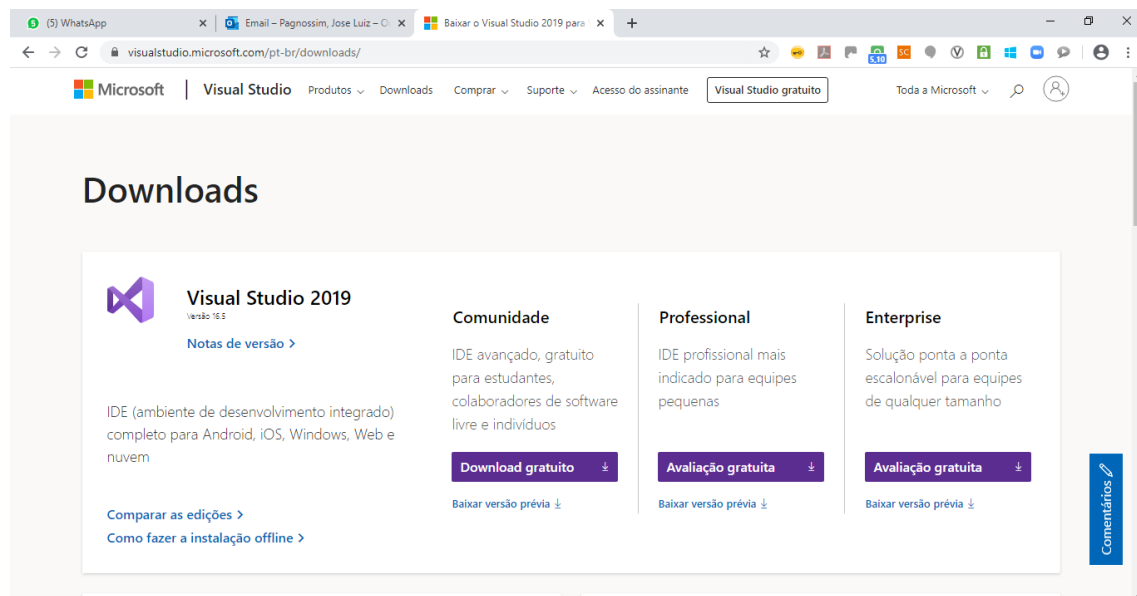 (5) WhatsApp
Email – Pagnossim, Jose Luiz – O
Baixar o Visual Studio 2019 para
visualstudio.microsoft.com/pt-br/downloads/
5,10
SC
Microsoft
Visual Studio
Produtos
Downloads
Comprar
Suporte
Acesso do assinante
Visual Studio gratuito
Toda a Microsoft
Downloads
Visual Studio 2019
Versão 16.5
Notas de versão
IDE (ambiente de desenvolvimento integrado)
completo para Android, iOS, Windows, Web e
nuvem
Comparar as edições
Como fazer a instalação offline
Comunidade
IDE avançado, gratuito
para estudantes,
colaboradores de software
livre e indivíduos
Download gratuito
Baixar versão prévia
Professional
IDE profissional mais
indicado para equipes
pequenas
Avaliação gratuita
Baixar versão prévia
Enterprise
Solução ponta a ponta
escalonável para equipes
de qualquer tamanho
Avaliação gratuita
Baixar versão prévia
Comentários